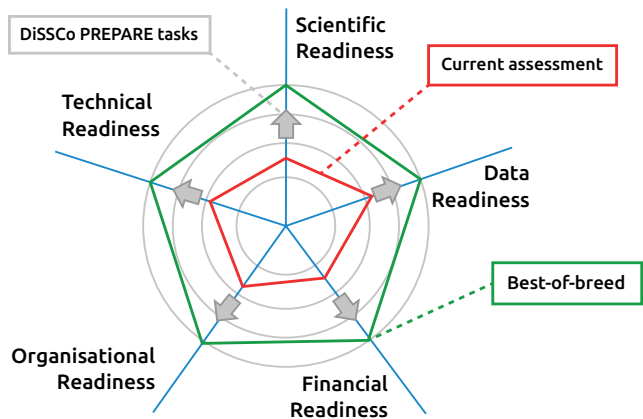 DiSSCo PREPARE tasks
Scientific
Readiness
Current assessment
Technical
Readiness
Data
Readiness
Best-of-breed
Organisational
Readiness
Financial
Readiness